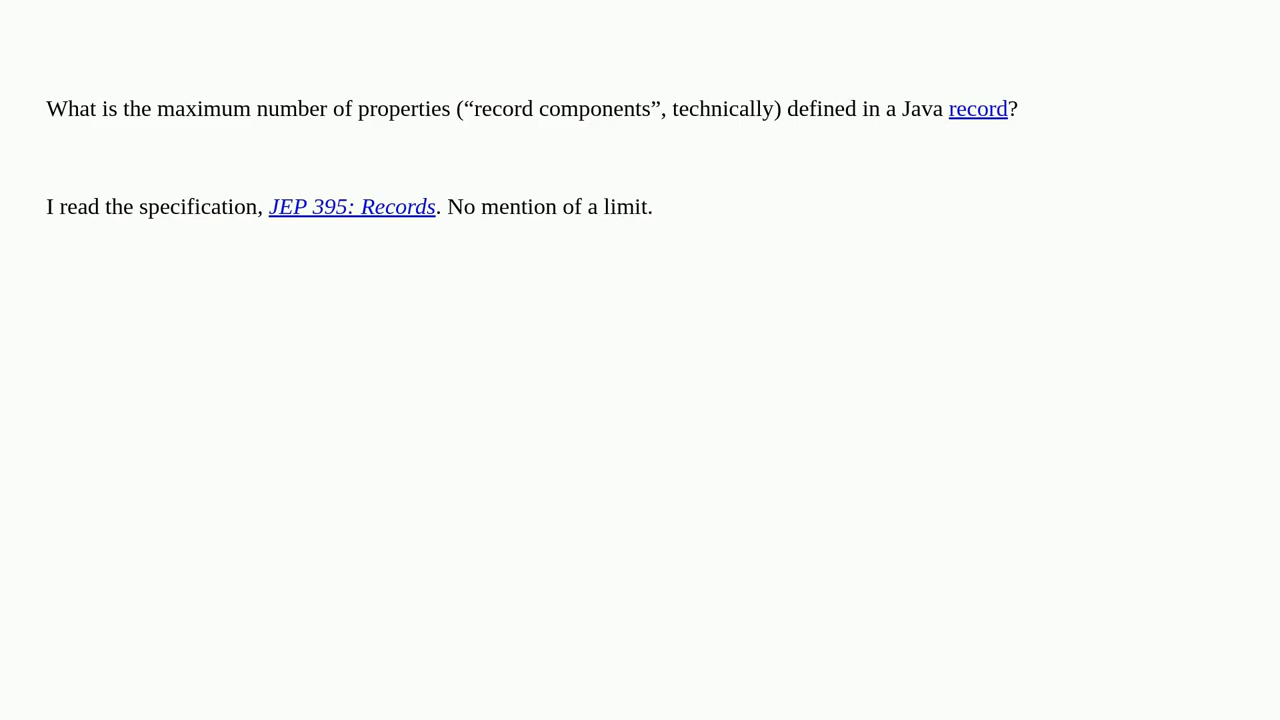 What is the maximum number of properties (“record components”, technically) defined in a Java record?
I read the specification, JEP 395: Records. No mention of a limit.